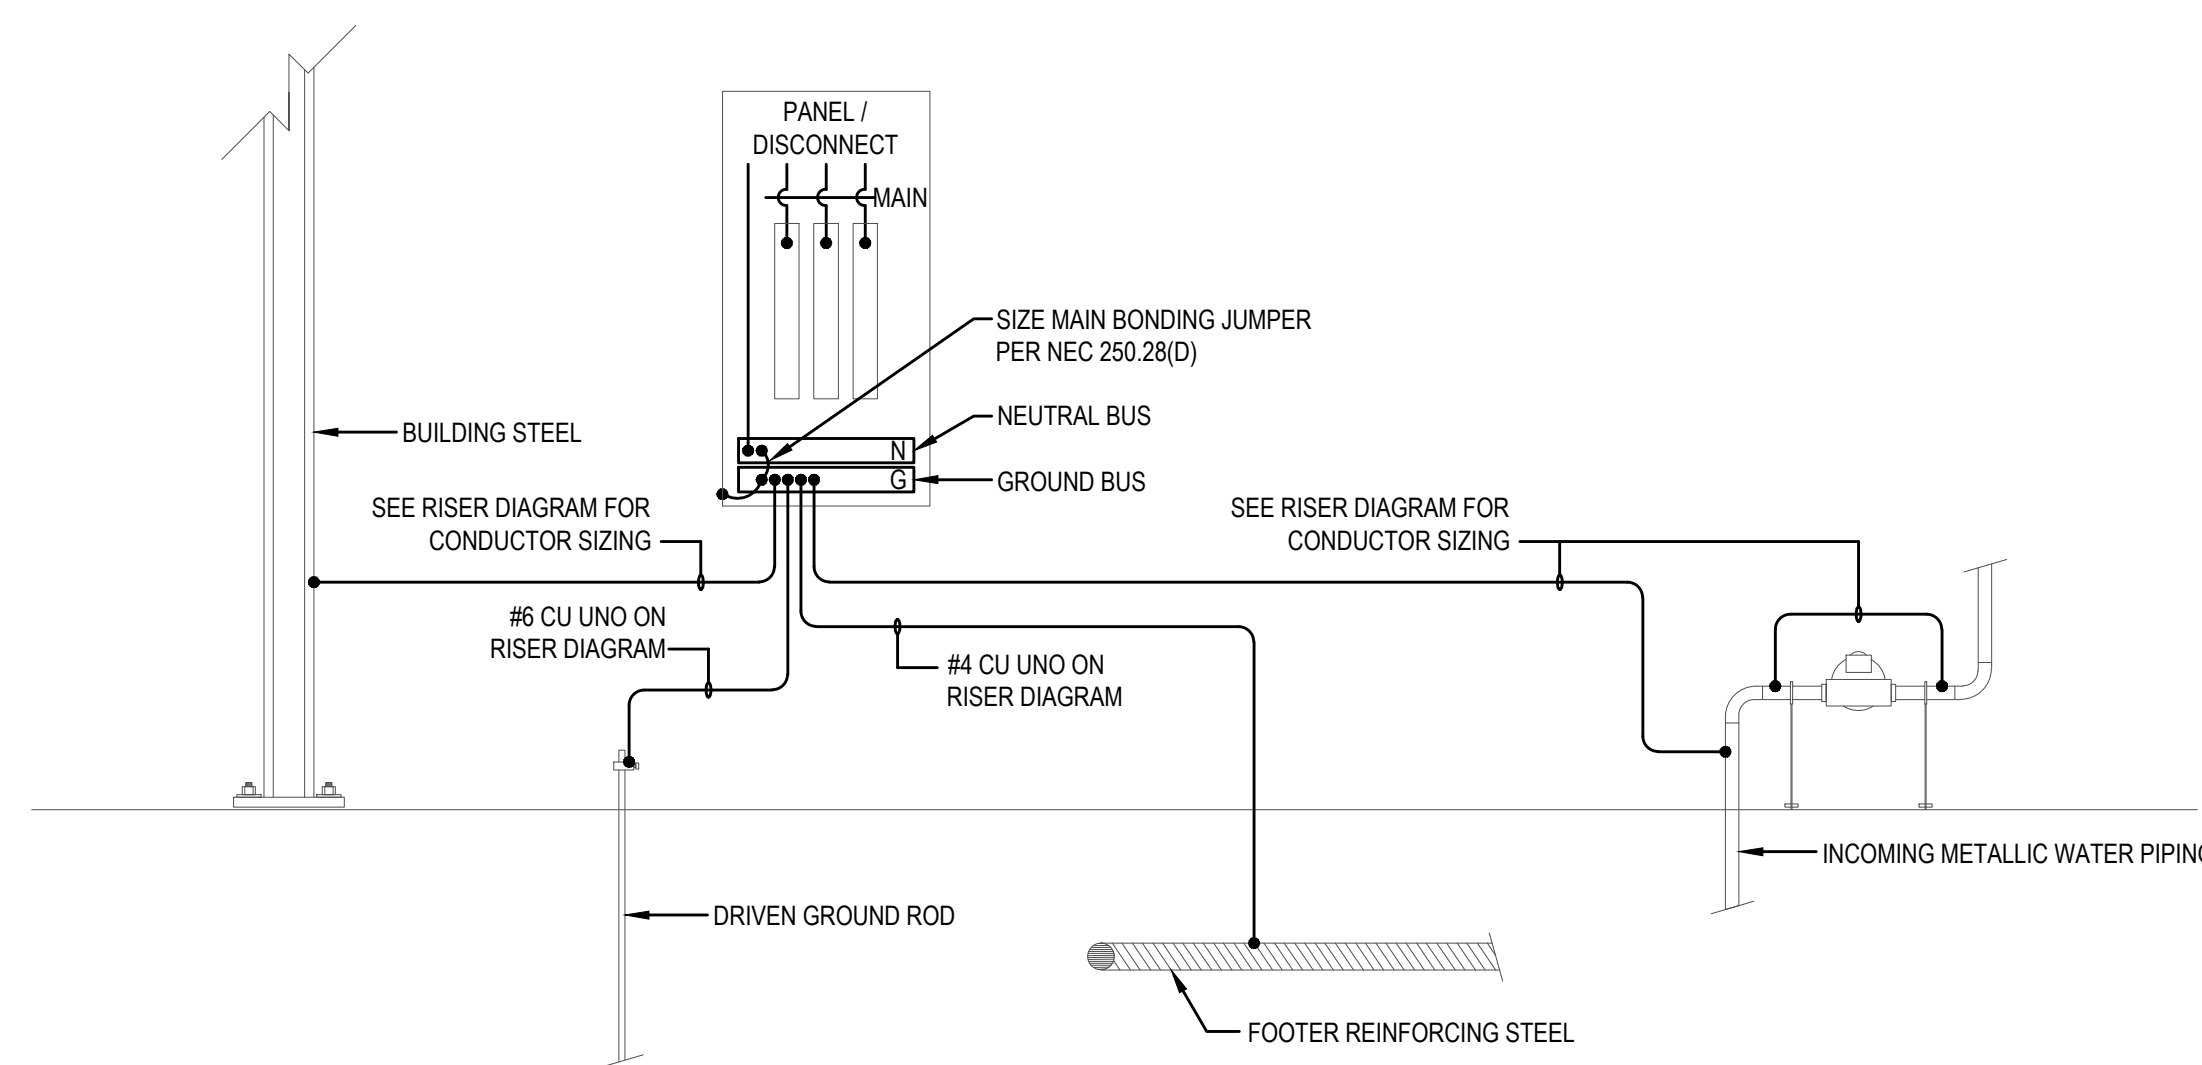 PANEL /
DISCONNECT
MAIN
SIZE MAIN BONDING JUMPER
PER NEC 250.28(D)
NEUTRAL BUS
BUILDING STEEL
N
G
GROUND BUS
SEE RISER DIAGRAM FOR
CONDUCTOR SIZING
SEE RISER DIAGRAM FOR
CONDUCTOR SIZING
#6 CU UNO ON
RISER DIAGRAM
#4 CU UNO ON
RISER DIAGRAM
INCOMING METALLIC WATER PIPING
DRIVEN GROUND ROD
FOOTER REINFORCING STEEL